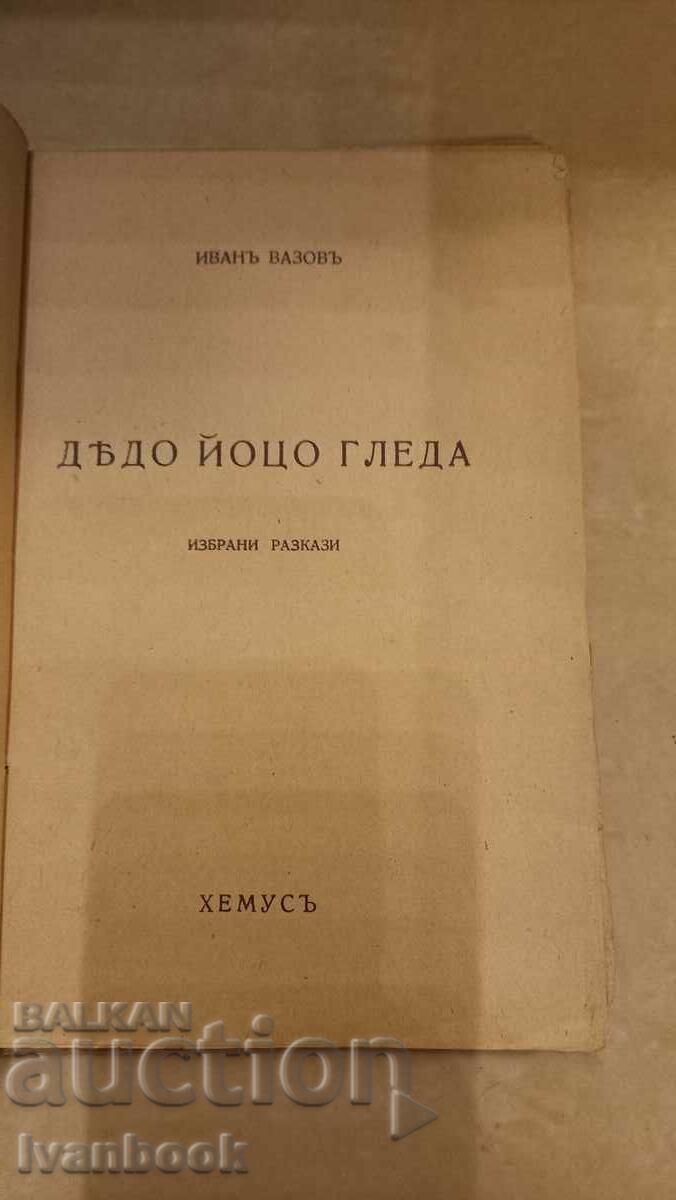 ИВАНЪ ВАЗОВЪ
ДѢДО ЙОЦО ГЛЕДА
ИЗБРАНИ РАЗКАЗИ
ХЕМУСЪ
BALKAN
auction
Ivanbook